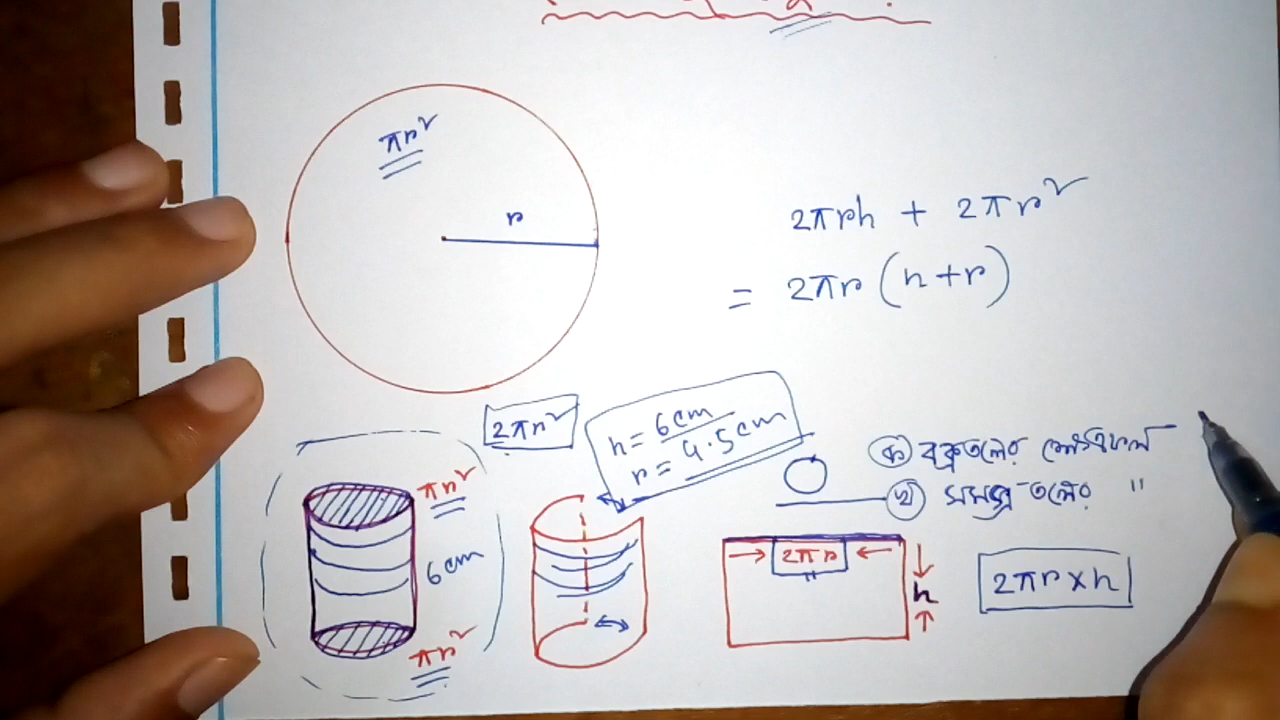 πr²
r
2πrh + 2πr²
= 2πr (h+r)
2πr²
h = 6cm
r = 4.5cm
ক বক্রতলের ক্ষেত্রফল
খ সমগ্র তলের "
πr²
6cm
πr²
2πr
h
2πr×h